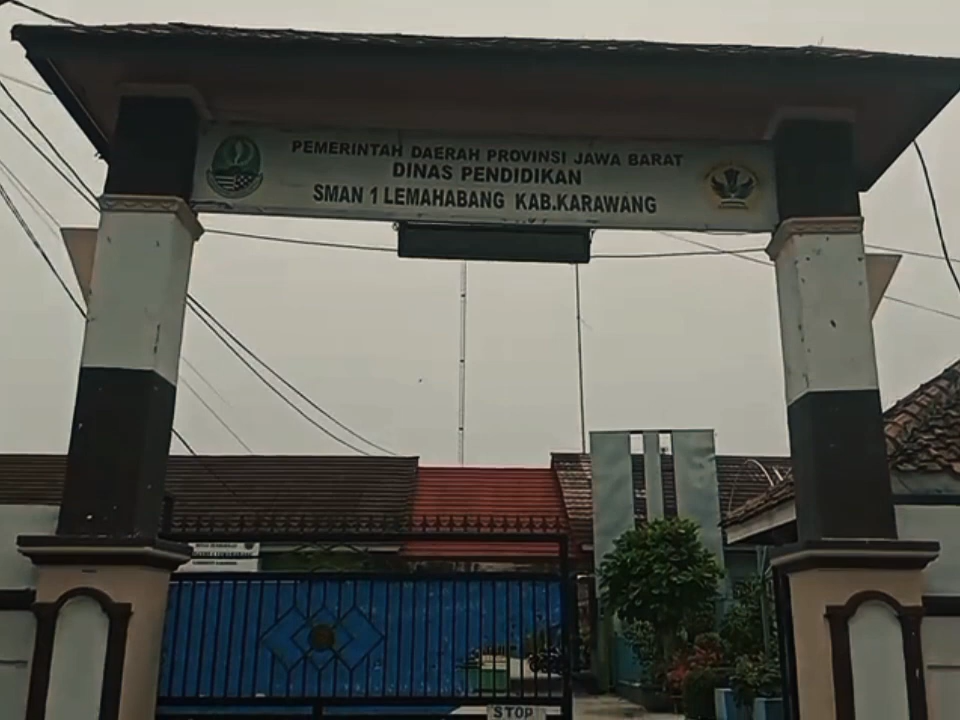 PEMERINTAH DAERAH PROVINSI JAWA BARAT
DINAS PENDIDIKAN
SMAN 1 LEMAHABANG KAB.KARAWANG
STOP